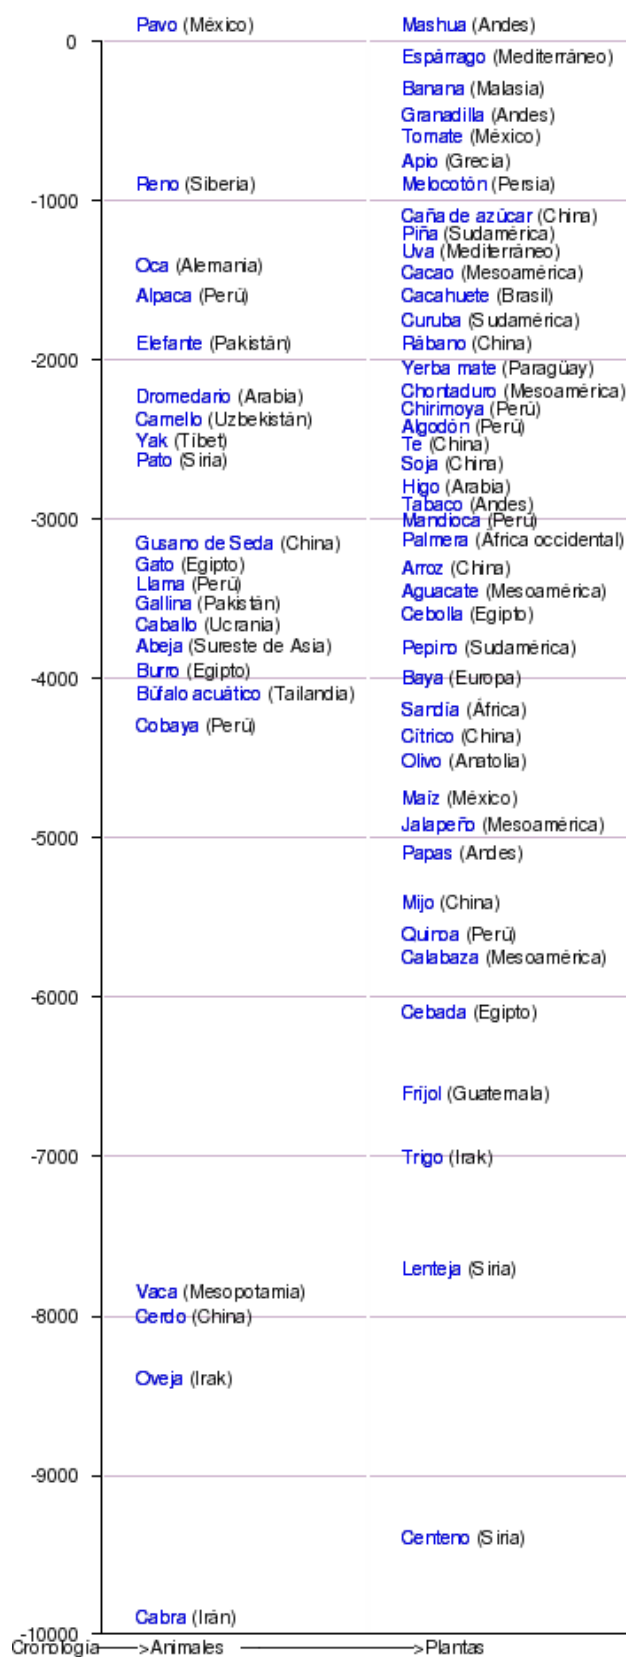 Pavo (México) Mashua (Andes)
0
Espárrago (Mediterráneo)
Banana (Malasia)
Granadilla (Andes)
Tomate (México)
Apio (Grecia)
Reno (Siberia) Melocotón (Persia)
-1000
Caña de azúcar (China)
Piña (Sudamérica)
Uva (Mediterráneo)
Oca (Alemania) Cacao (Mesoamérica)
Alpaca (Perú) Cacahuete (Brasil)
Curuba (Sudamérica)
Elefante (Pakistán) Rábano (China)
-2000
Yerba mate (Paragüay)
Dromedario (Arabia) Chontaduro (Mesoamérica)
Chirimoya (Perú)
Camello (Uzbekistán) Algodón (Perú)
Yak (Tíbet) Te (China)
Pato (Siria) Soja (China)
Higo (Arabia)
Tabaco (Andes)
-3000 Mandioca (Perú)
Gusano de Seda (China) Palmera (África occidental)
Gato (Egipto) Arroz (China)
Llama (Perú) Aguacate (Mesoamérica)
Gallina (Pakistán) Cebolla (Egipto)
Caballo (Ucrania)
Abeja (Sureste de Asia) Pepino (Sudamérica)
Burro (Egipto)
-4000 Baya (Europa)
Búfalo acuático (Tailandia)
Sandía (África)
Cobaya (Perú) Cítrico (China)
Olivo (Anatolia)
Maíz (México)
Jalapeño (Mesoamérica)
-5000
Papas (Andes)
Mijo (China)
Quinoa (Perú)
Calabaza (Mesoamérica)
-6000
Cebada (Egipto)
Frijol (Guatemala)
-7000 Trigo (Irak)
Lenteja (Siria)
Vaca (Mesopotamia)
-8000 Cerdo (China)
Oveja (Irak)
-9000
Centeno (Siria)
Cabra (Irán)
-10000
Cronología >Animales >Plantas